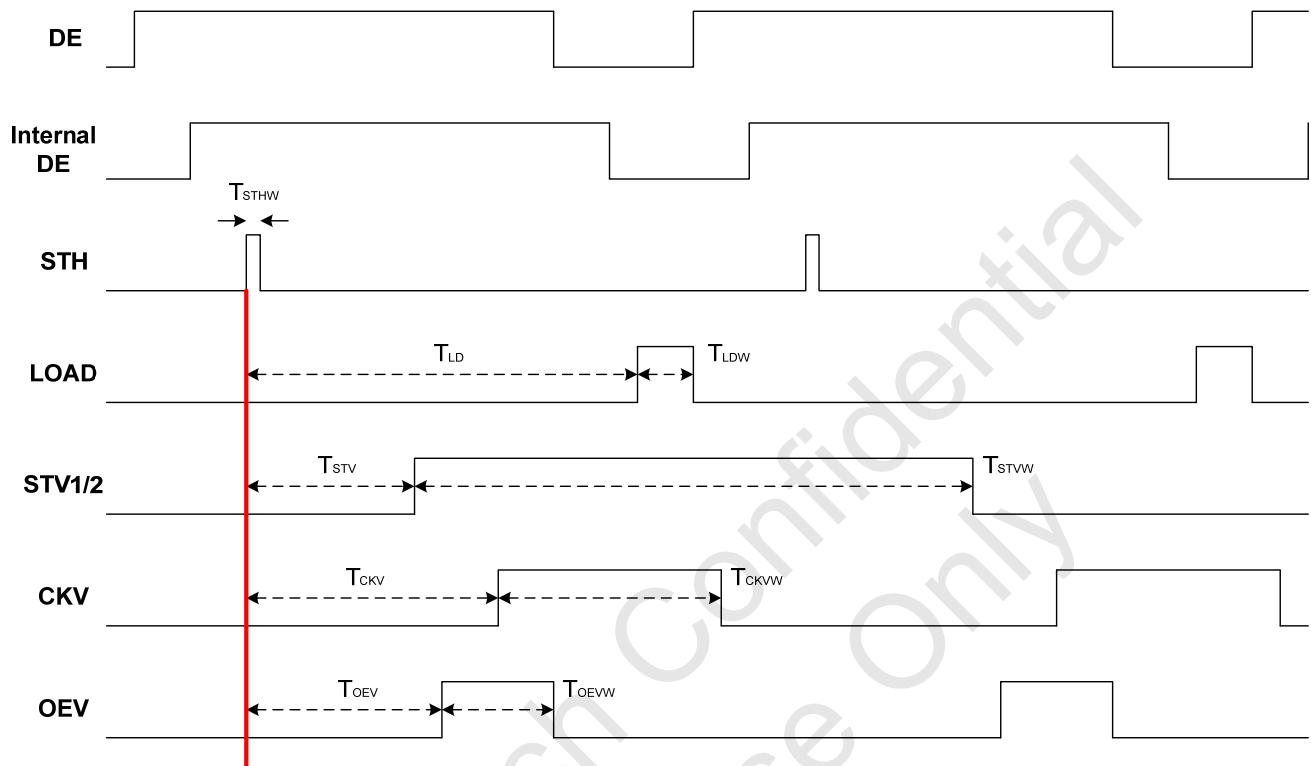 DE
Internal
DE
TSTHW
STH
LOAD
TLD
TLDW
STV1/2
TSTV
TSTVW
CKV
TCKV
TCKVW
OEV
TOEV
TOEVW
Confidential
Only